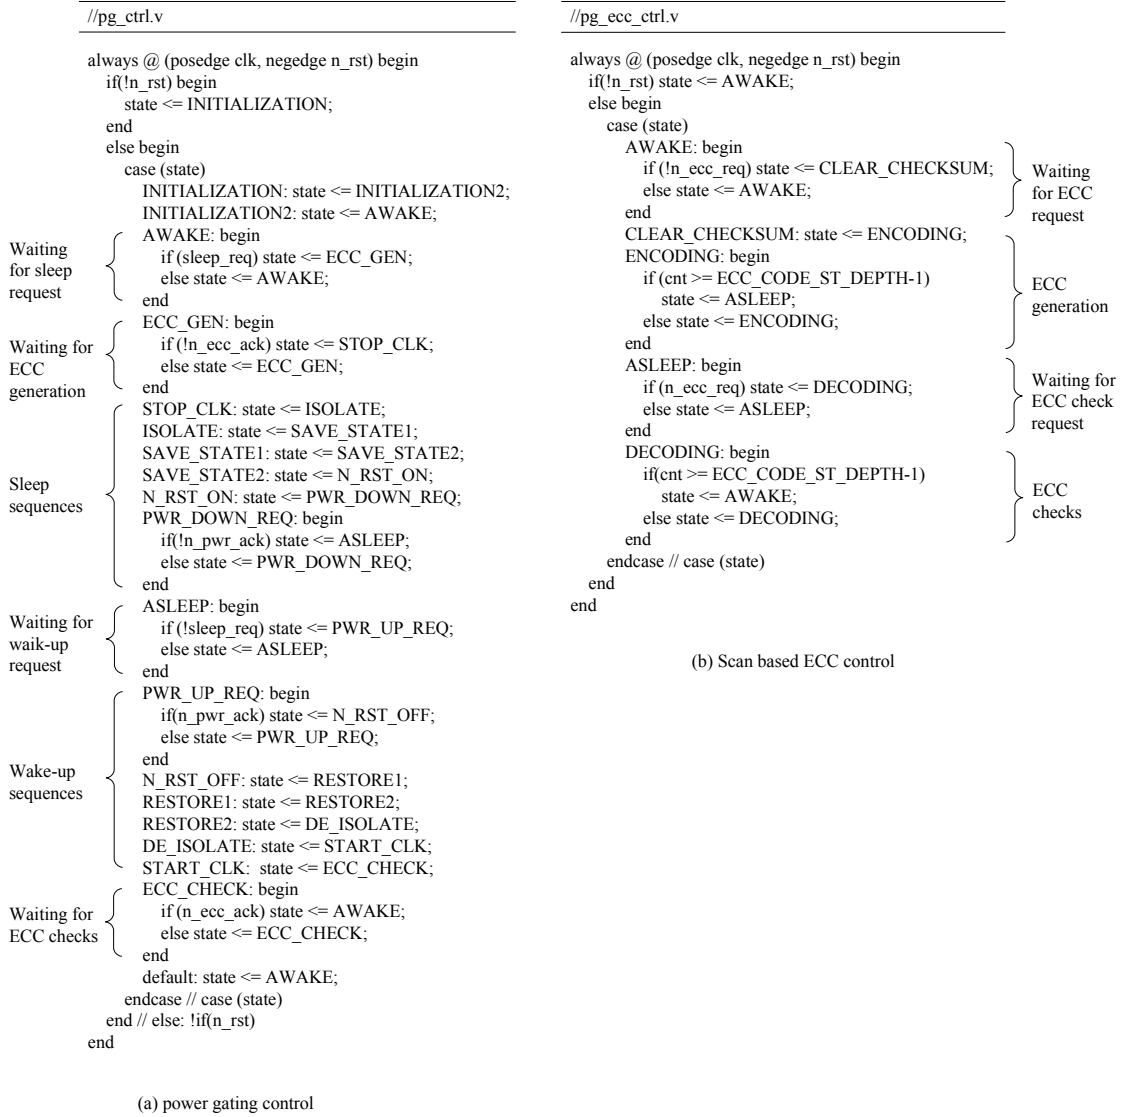 //pg_ctrl.v
always @ (posedge clk, negedge n_rst) begin
if(!n_rst) begin
state <= INITIALIZATION;
end
else begin
case (state)
INITIALIZATION: state <= INITIALIZATION2;
INITIALIZATION2: state <= AWAKE;
AWAKE: begin
if (sleep_req) state <= ECC_GEN;
else state <= AWAKE;
end
ECC_GEN: begin
if (!n_ecc_ack) state <= STOP_CLK;
else state <= ECC_GEN;
end
STOP_CLK: state <= ISOLATE;
ISOLATE: state <= SAVE_STATE1;
SAVE_STATE1: state <= SAVE_STATE2;
SAVE_STATE2: state <= N_RST_ON;
N_RST_ON: state <= PWR_DOWN_REQ;
PWR_DOWN_REQ: begin
if(!n_pwr_ack) state <= ASLEEP;
else state <= PWR_DOWN_REQ;
end
ASLEEP: begin
if (!sleep_req) state <= PWR_UP_REQ;
else state <= ASLEEP;
end
PWR_UP_REQ: begin
if(n_pwr_ack) state <= N_RST_OFF;
else state <= PWR_UP_REQ;
end
N_RST_OFF: state <= RESTORE1;
RESTORE1: state <= RESTORE2;
RESTORE2: state <= DE_ISOLATE;
DE_ISOLATE: state <= START_CLK;
START_CLK:  state <= ECC_CHECK;
ECC_CHECK: begin
if (n_ecc_ack) state <= AWAKE;
else state <= ECC_CHECK;
end
default: state <= AWAKE;
endcase // case (state)
end // else: !if(n_rst)
end
Waiting
for sleep
request
Waiting for
ECC
generation
Sleep
sequences
Waiting for
waik-up
request
Wake-up
sequences
Waiting for
ECC checks
(a) power gating control
//pg_ecc_ctrl.v
always @ (posedge clk, negedge n_rst) begin
if(!n_rst) state <= AWAKE;
else begin
case (state)
AWAKE: begin
if (!n_ecc_req) state <= CLEAR_CHECKSUM;
else state <= AWAKE;
end
CLEAR_CHECKSUM: state <= ENCODING;
ENCODING: begin
if (cnt >= ECC_CODE_ST_DEPTH-1)
state <= ASLEEP;
else state <= ENCODING;
end
ASLEEP: begin
if (n_ecc_req) state <= DECODING;
else state <= ASLEEP;
end
DECODING: begin
if(cnt >= ECC_CODE_ST_DEPTH-1)
state <= AWAKE;
else state <= DECODING;
end
endcase // case (state)
end
end
Waiting
for ECC
request
ECC
generation
Waiting for
ECC check
request
ECC
checks
(b) Scan based ECC control